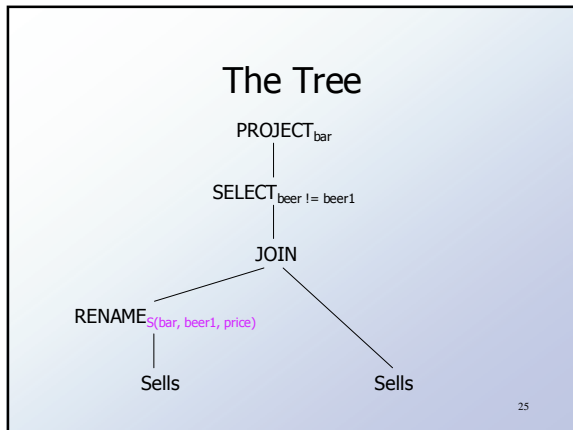 The Tree
PROJECTbar
SELECTbeer != beer1
JOIN
RENAMES(bar, beer1, price)
Sells Sells
25